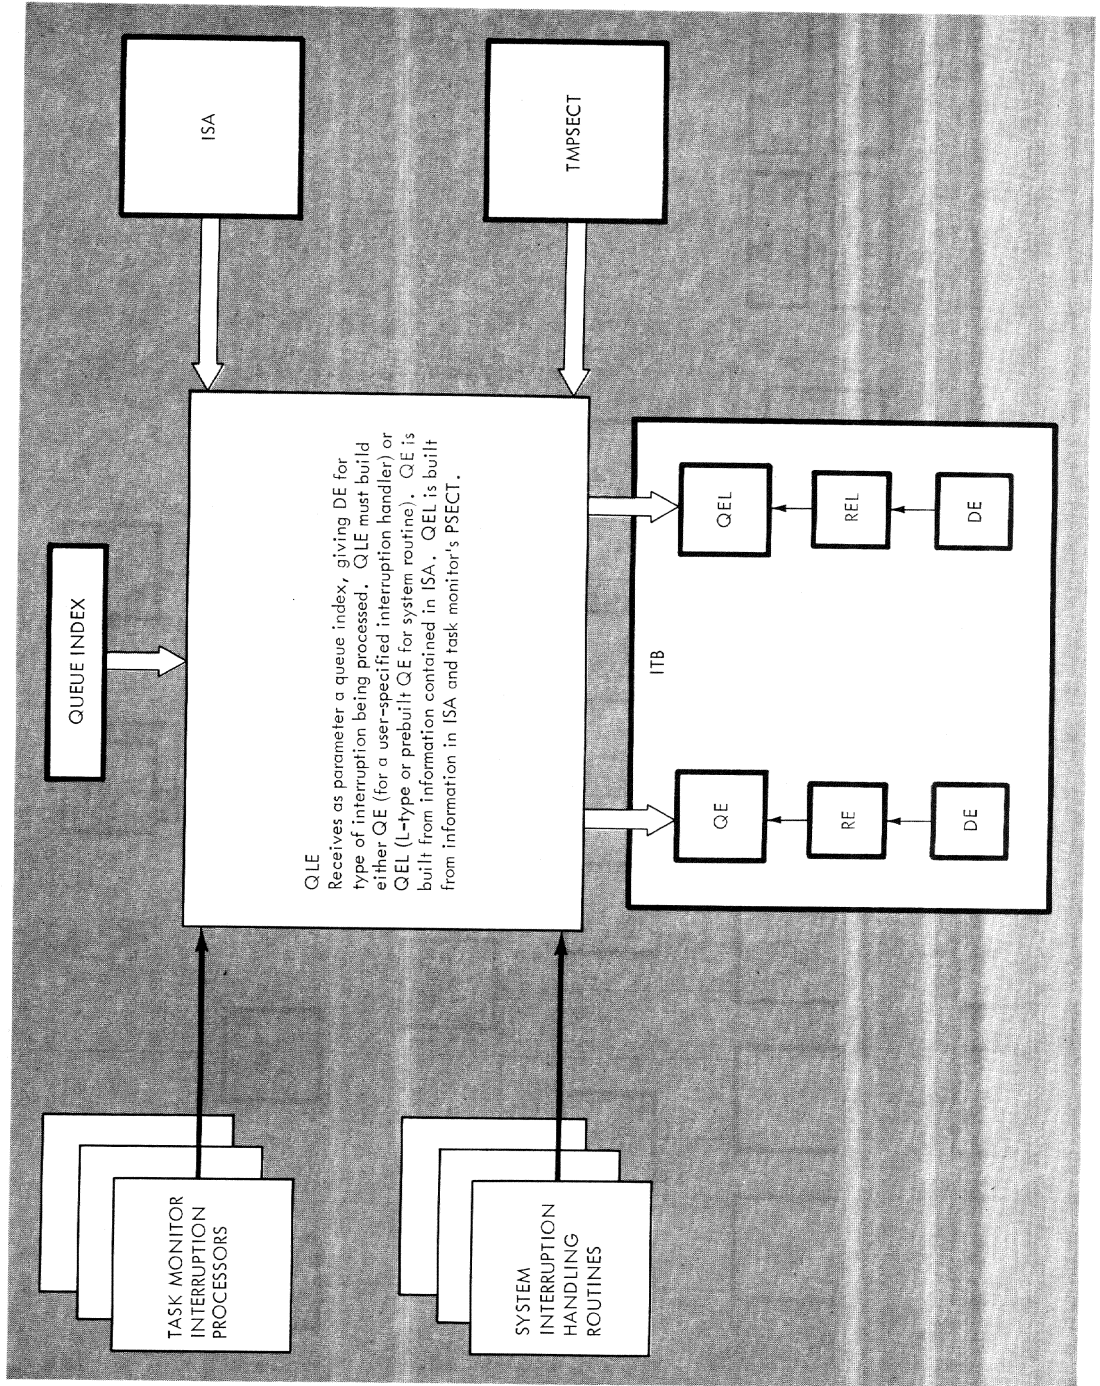 QUEUE INDEX
TASK MONITOR
INTERRUPTION
PROCESSORS
ISA
QLE
Receives as parameter a queue index, giving DE for
type of interruption being processed. QLE must build
either QE (for a user-specified interruption handler) or
QEL (L-type or prebuilt QE for system routine). QE is
built from information contained in ISA. QEL is built
from information in ISA and task monitor's PSECT.
SYSTEM
INTERRUPTION
HANDLING
ROUTINES
TMPSECT
ITB
QE
QEL
RE
REL
DE
DE